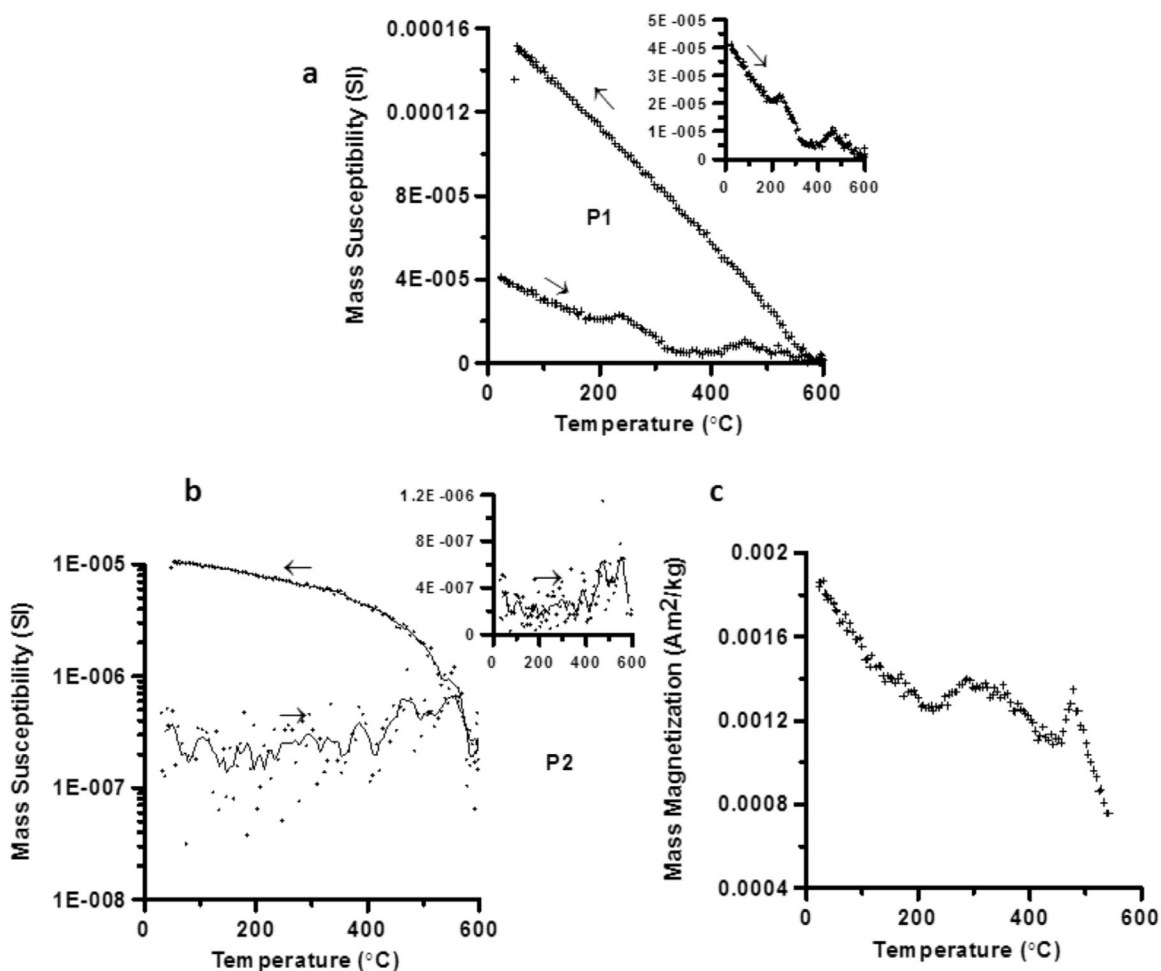 a
Mass Susceptibility (SI)
0.00016
0.00012
8E-005
4E-005
0
0
200
400
600
Temperature (°C)
P1
5E -005
4E -005
3E -005
2E -005
1E -005
0
0
200
400
600
b
Mass Susceptibility (SI)
1E-005
1E-006
1E-007
1E-008
0
200
400
600
Temperature (°C)
P2
1.2E -006
8E -007
4E -007
0
0
200
400
600
c
Mass Magnetization (Am2/kg)
0.002
0.0016
0.0012
0.0008
0.0004
0
200
400
600
Temperature (°C)